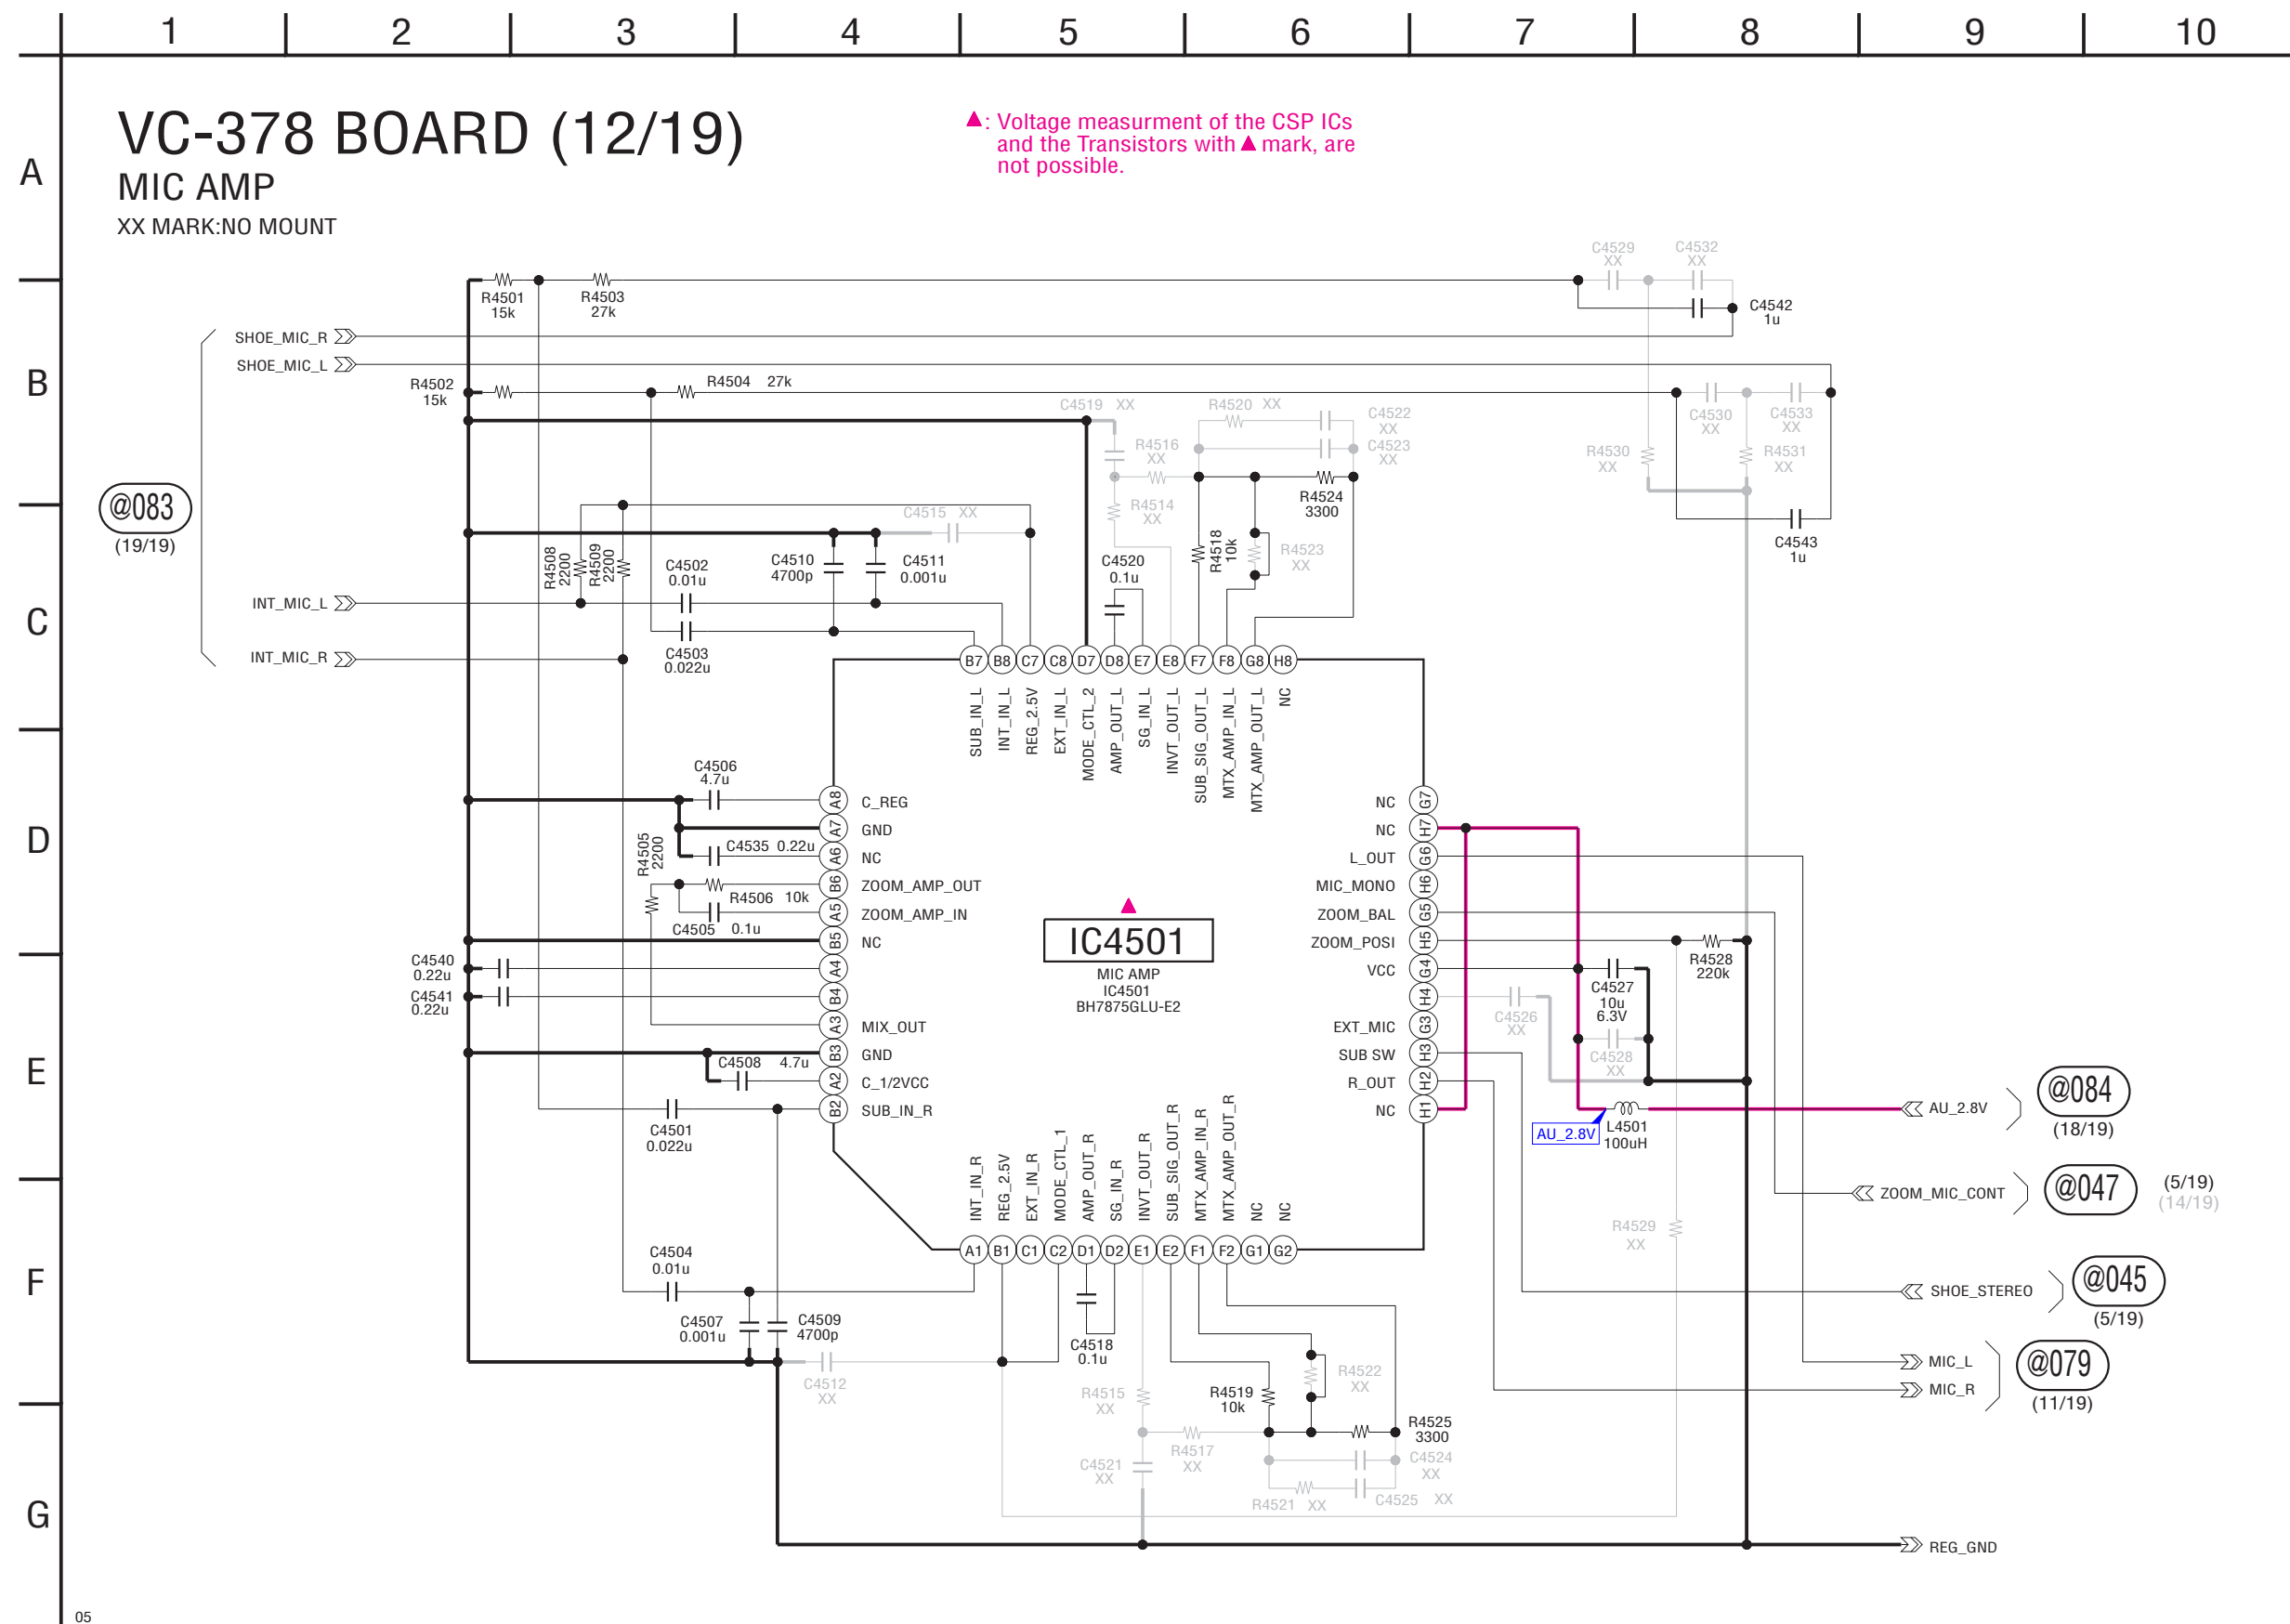 1 2 3 4 5 6 7 8 9 10
VC-378 BOARD (12/19)
MIC AMP
XX MARK:NO MOUNT
▲: Voltage measurment of the CSP ICs
and the Transistors with ▲ mark, are
not possible.
A
B
C
D
E
F
G
C4529
XX
C4532
XX
R4501
15k
R4503
27k
C4542
1u
SHOE_MIC_R
SHOE_MIC_L
R4502
15k
R4504 27k
C4519 XX
R4520 XX
C4522
XX
C4523
XX
C4530
XX
C4533
XX
R4516
XX
R4530
XX
R4531
XX
@083
(19/19)
R4514
XX
R4524
3300
C4515 XX
R4508
2200
R4509
2200
C4502
0.01u
C4510
4700p
C4511
0.001u
C4520
0.1u
R4518
10k
R4523
XX
C4543
1u
INT_MIC_L
INT_MIC_R
C4503
0.022u
B7 B8 C7 C8 D7 D8 E7 E8 F7 F8 G8 H8
SUB_IN_L
INT_IN_L
REG_2.5V
EXT_IN_L
MODE_CTL_2
AMP_OUT_L
SG_IN_L
INVT_OUT_L
SUB_SIG_OUT_L
MTX_AMP_IN_L
MTX_AMP_OUT_L
NC
C4506
4.7u
A8 C_REG
A7 GND
C4535 0.22u
A6 NC
R4505
2200
B6 ZOOM_AMP_OUT
R4506 10k
A5 ZOOM_AMP_IN
C4505 0.1u
B5 NC
C4540
0.22u
A4
C4541
0.22u
B4
A3 MIX_OUT
B3 GND
C4508 4.7u
A2 C_1/2VCC
B2 SUB_IN_R
C4501
0.022u
IC4501
MIC AMP
IC4501
BH7875GLU-E2
NC G7
NC H7
L_OUT G6
MIC_MONO H6
ZOOM_BAL G5
ZOOM_POSI H5
VCC G4
H4
EXT_MIC G3
SUB SW H3
R_OUT H2
NC H1
R4528
220k
C4527
10u
6.3V
C4526
XX
C4528
XX
AU_2.8V
L4501
100uH
AU_2.8V
@084
(18/19)
ZOOM_MIC_CONT
@047
(5/19)
(14/19)
R4529
XX
SHOE_STEREO
@045
(5/19)
MIC_L
MIC_R
@079
(11/19)
INT_IN_R
REG_2.5V
EXT_IN_R
MODE_CTL_1
AMP_OUT_R
SG_IN_R
INVT_OUT_R
SUB_SIG_OUT_R
MTX_AMP_IN_R
MTX_AMP_OUT_R
NC
NC
A1 B1 C1 C2 D1 D2 E1 E2 F1 F2 G1 G2
C4504
0.01u
C4507
0.001u
C4509
4700p
C4512
XX
C4518
0.1u
R4515
XX
R4519
10k
R4522
XX
R4525
3300
R4517
XX
C4521
XX
C4524
XX
R4521 XX
C4525 XX
REG_GND
05